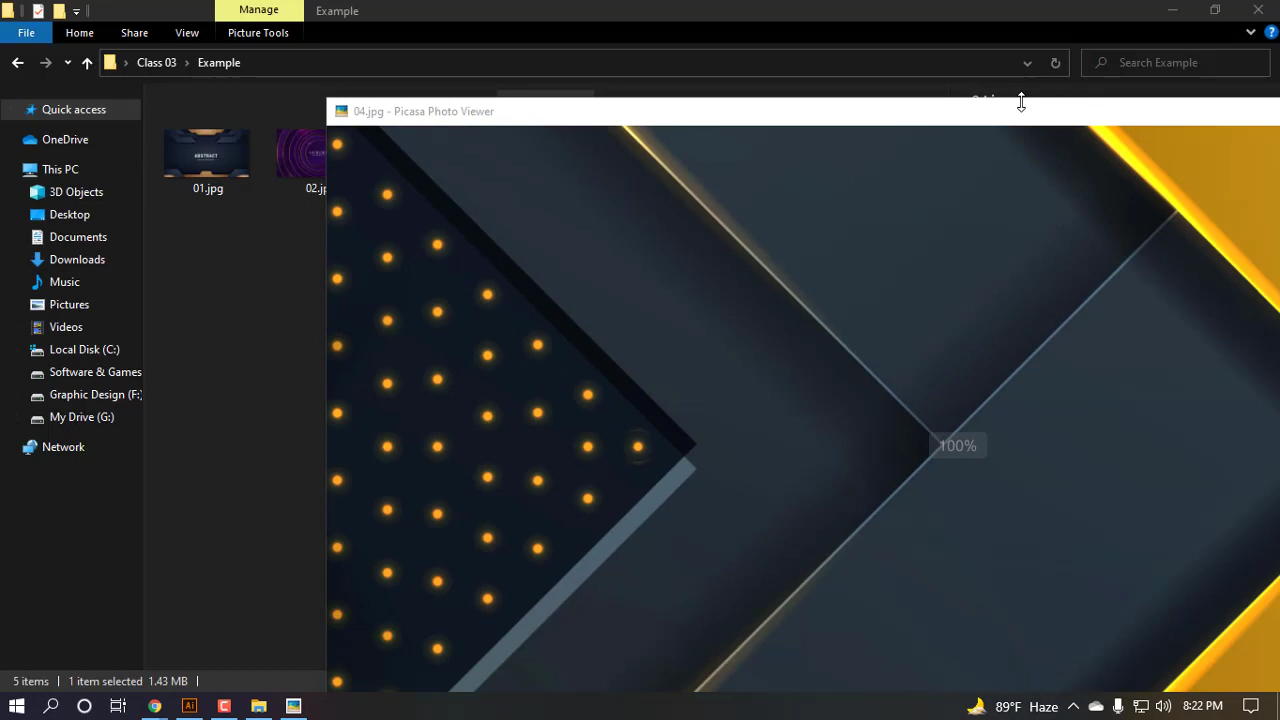 Manage
Example
File
Home
Share
View
Picture Tools
Class 03
Example
Search Example
Quick access
OneDrive
This PC
3D Objects
Desktop
Documents
Downloads
Music
Pictures
Videos
Local Disk (C:)
Software & Games
Graphic Design (F:)
My Drive (G:)
Network
ABSTRACT
01.jpg
04.jpg - Picasa Photo Viewer
100%
5 items
1 item selected 1.43 MB
Ai
89°F Haze
8:22 PM